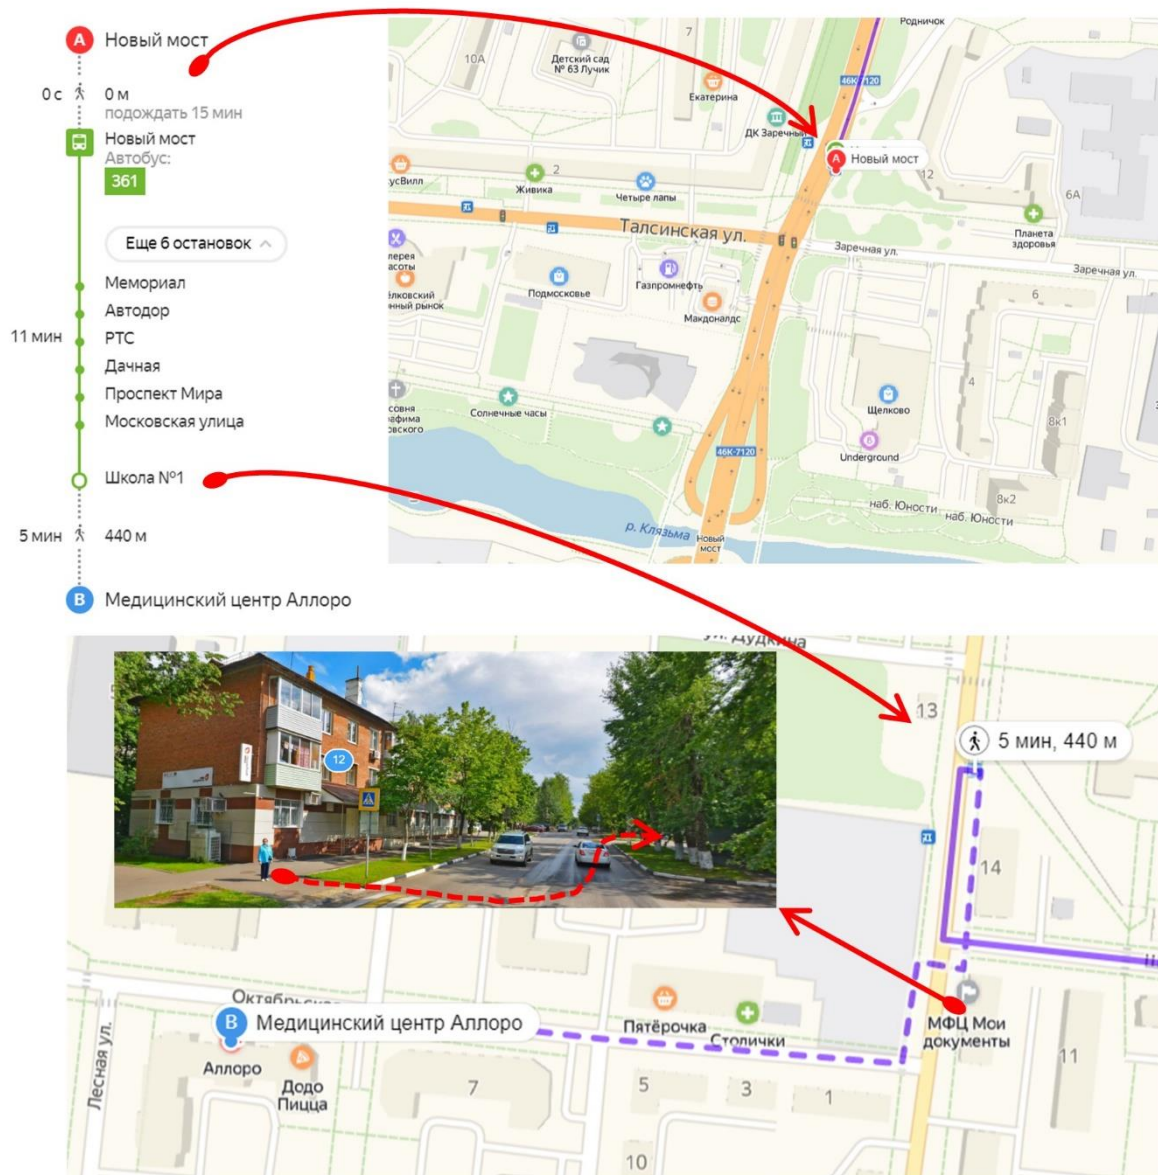 А Новый мост
0 с 0 м
подождать 15 мин
Новый мост
Автобус:
361
Еще 6 остановок
Мемориал
Автодор
11 мин РТС
Дачная
Проспект Мира
Московская улица
Школа №1
5 мин 440 м
В Медицинский центр Аллоро
Родничок
7
10А
Детский сад
№ 63 Лучик
46К-7120
Екатерина
ДК Заречный
А Новый мост
2
12
Живика
Четыре лапы
6А
Талсинская ул.
Планета
здоровья
Заречная ул.
Заречная ул.
Газпромнефть
Подмосковье
6
Макдоналдс
4
Солнечные часы
Щелково
8к1
46К-7120
Underground
8к2
наб. Юности наб. Юности
р. Клязьма
Новый
мост
ул. Дудкина
13
5 мин, 440 м
12
14
Октябрьская
В Медицинский центр Аллоро
Пятёрочка
Столички
МФЦ Мои
документы
Лесная ул.
Аллоро
Додо
Пицца
7
5
3
1
11
10